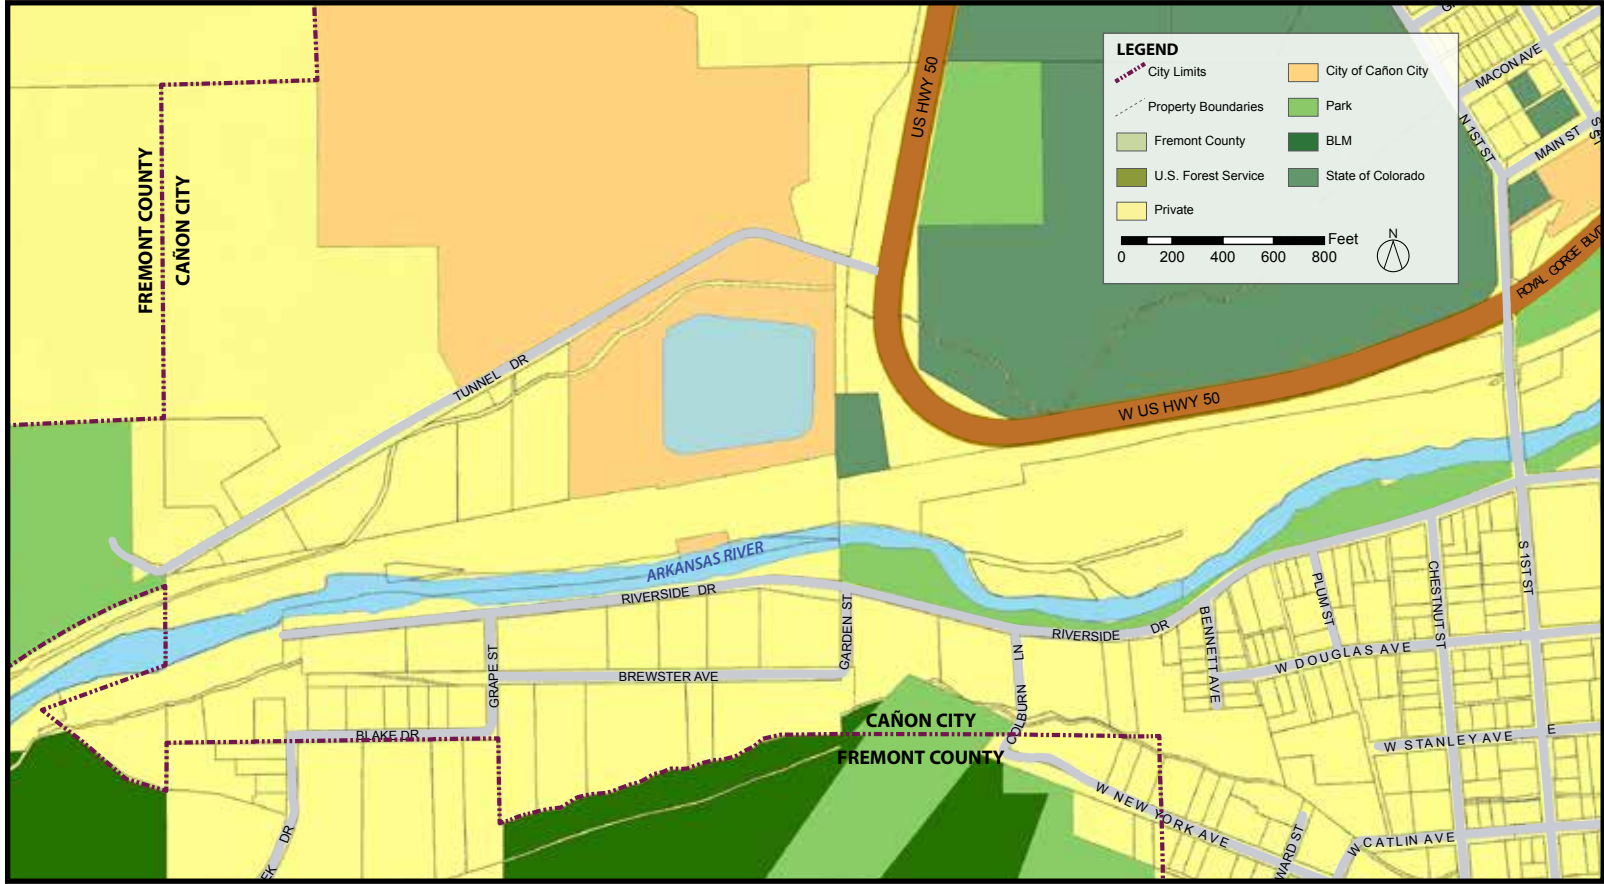 LEGEND
City Limits
City of Cañon City
Property Boundaries
Park
Fremont County
BLM
U.S. Forest Service
State of Colorado
Private
Feet
0 200 400 600 800
N
US HWY 50
MACON AVE
N 1ST ST
MAIN ST
ROYAL GORGE BLVD
FREMONT COUNTY
CAÑON CITY
TUNNEL DR
W US HWY 50
ARKANSAS RIVER
RIVERSIDE DR
GRAPE ST
BREWSTER AVE
GARDEN ST
BLAKE DR
RIVERSIDE DR
COLBURN LN
BENNETT AVE
PLUM ST
CHESTNUT ST
S 1ST ST
W DOUGLAS AVE
W STANLEY AVE
E
CAÑON CITY
FREMONT COUNTY
W NEW YORK AVE
WARD ST
W CATLIN AVE
EK DR